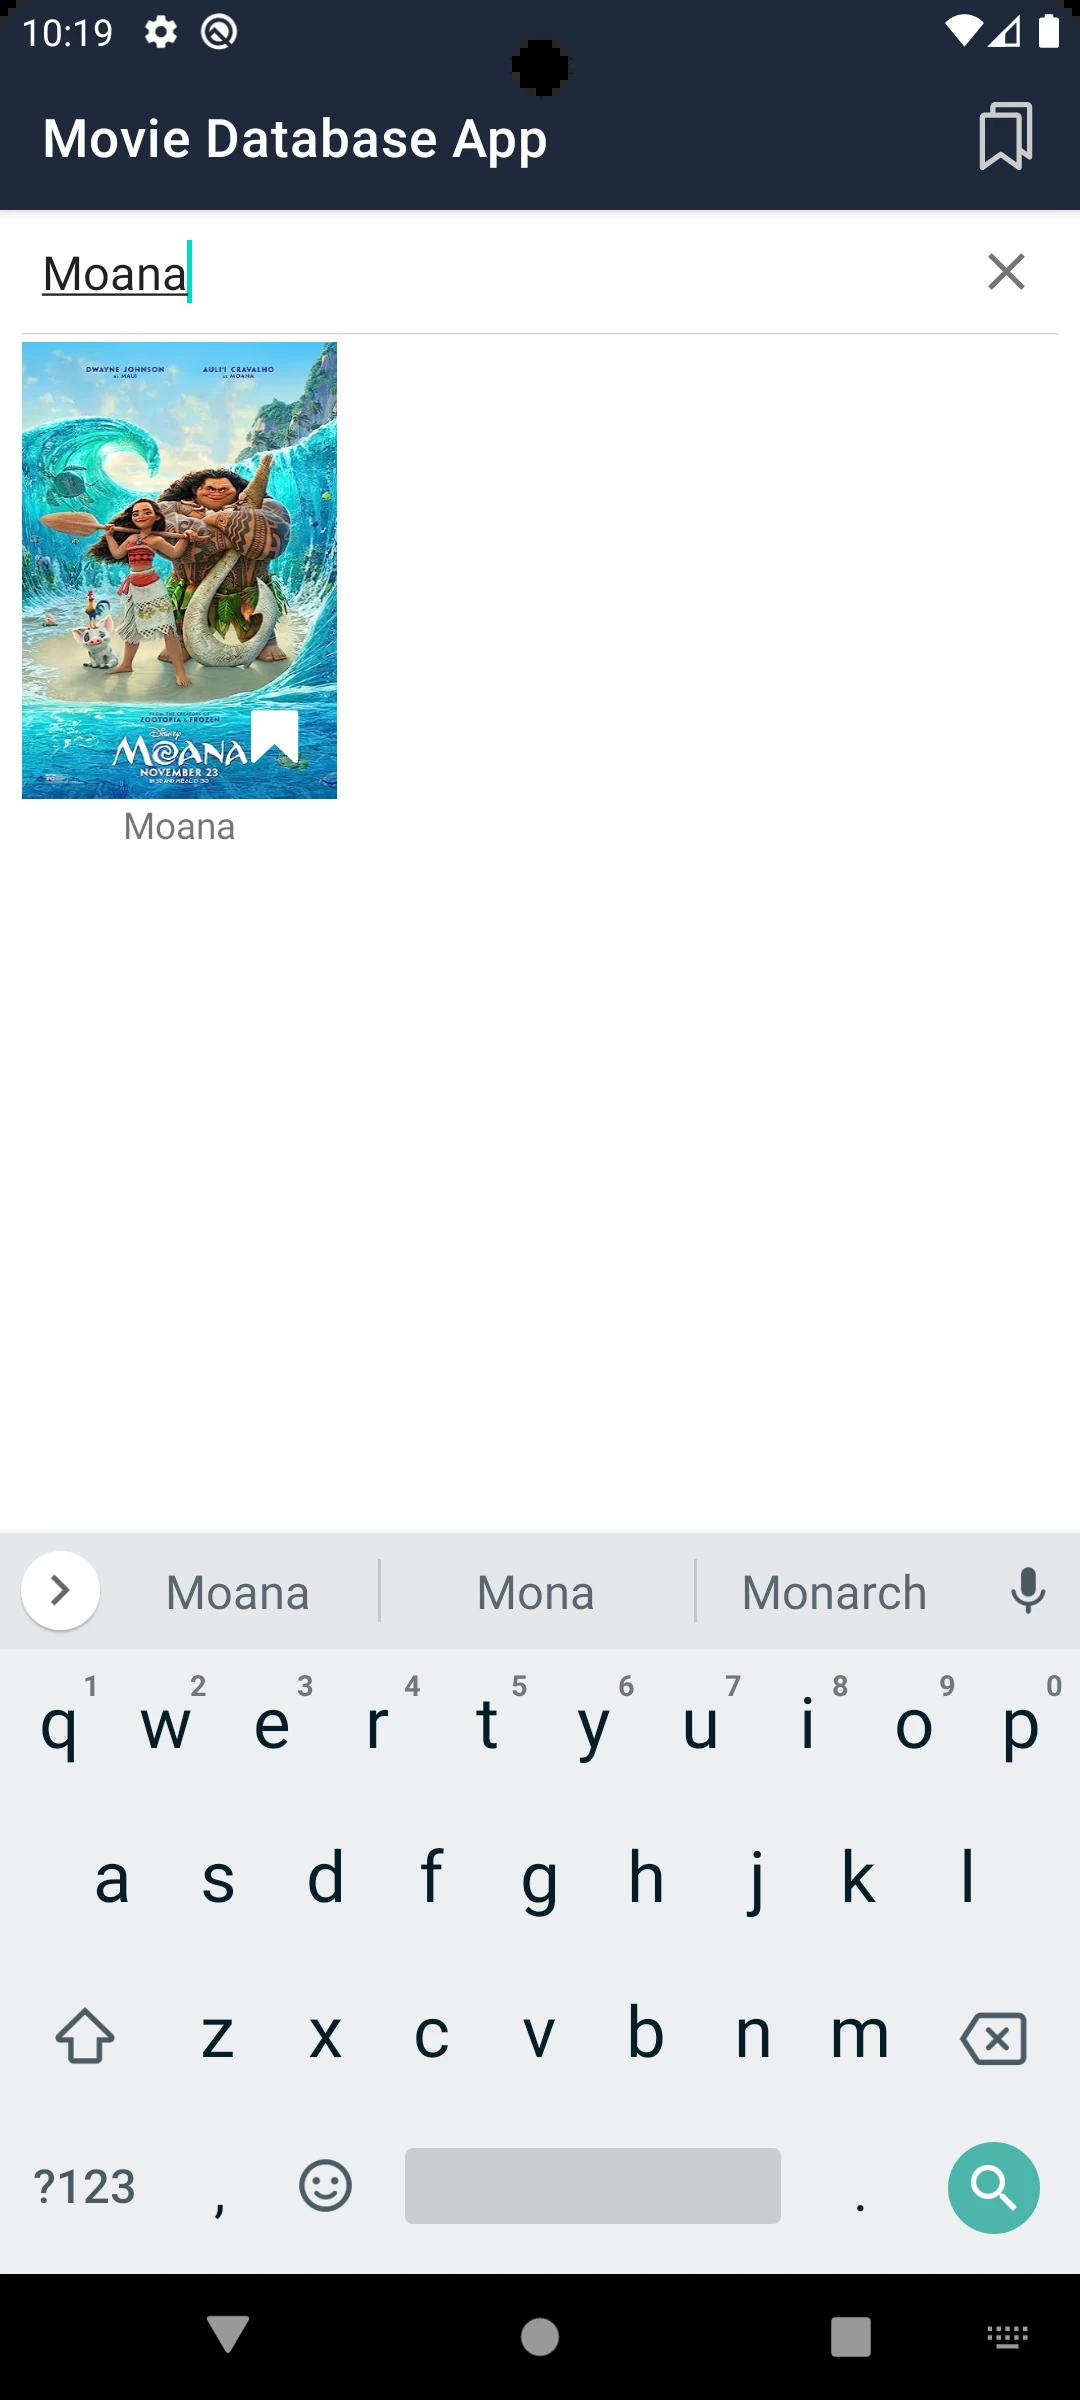 10:19
Movie Database App
Moana
DWAYNE JOHNSON AULI'I CRAVALHO
AS MAUI AS MOANA
FROM THE CREATORS OF
ZOOTOPIA & FROZEN
Disney
MOANA
NOVEMBER 23
Moana
Moana Mona Monarch
1 2 3 4 5 6 7 8 9 0
q w e r t y u i o p
a s d f g h j k l
z x c v b n m
?123 , .